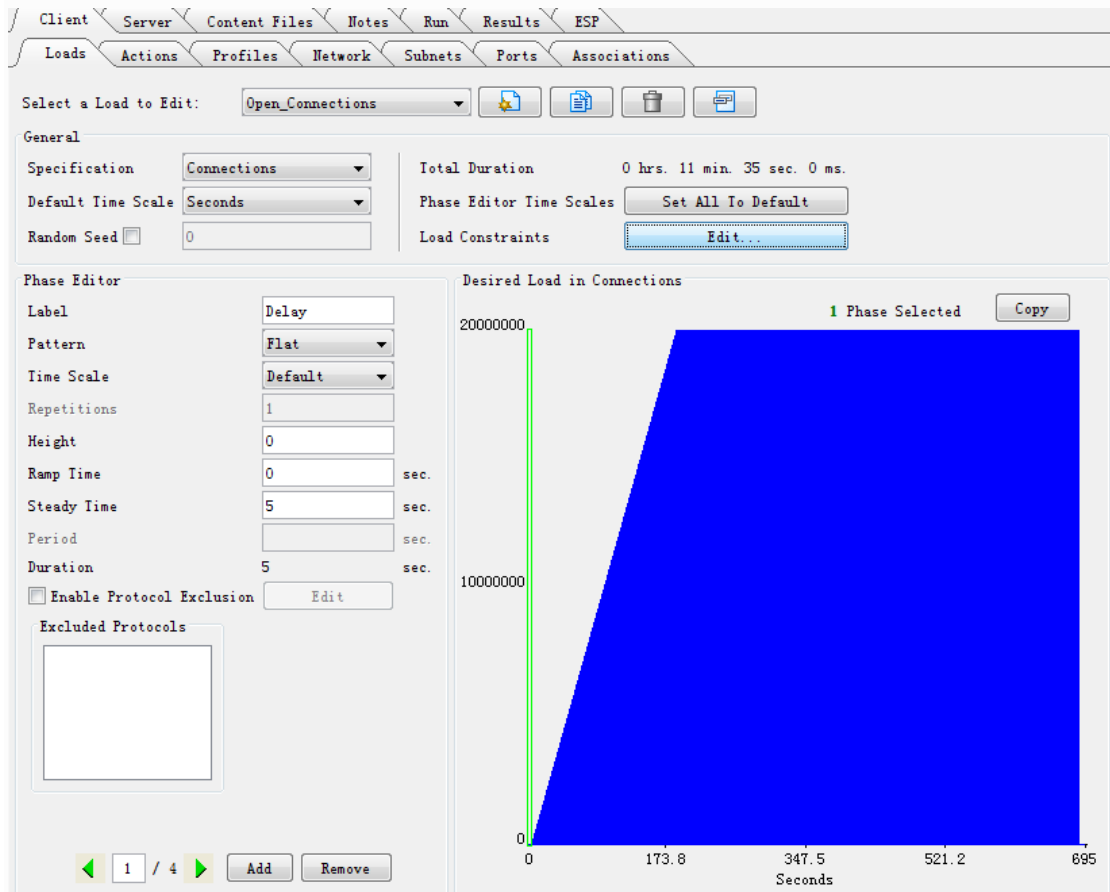 Client Server Content Files Notes Run Results ESP
Loads Actions Profiles Network Subnets Ports Associations
Select a Load to Edit: Open_Connections
General
Specification Connections
Default Time Scale Seconds
Random Seed 0
Total Duration 0 hrs. 11 min. 35 sec. 0 ms.
Phase Editor Time Scales Set All To Default
Load Constraints Edit...
Phase Editor
Label Delay
Pattern Flat
Time Scale Default
Repetitions 1
Height 0
Ramp Time 0 sec.
Steady Time 5 sec.
Period sec.
Duration 5 sec.
Enable Protocol Exclusion Edit
Excluded Protocols
1 / 4 Add Remove
Desired Load in Connections
1 Phase Selected Copy
20000000
10000000
0
0 173.8 347.5 521.2 695
Seconds